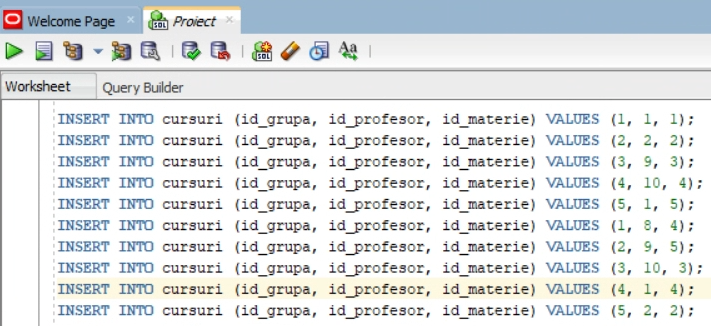 Welcome Page × Proiect ×
Worksheet Query Builder
INSERT INTO cursuri (id_grupa, id_profesor, id_materie) VALUES (1, 1, 1);
INSERT INTO cursuri (id_grupa, id_profesor, id_materie) VALUES (2, 2, 2);
INSERT INTO cursuri (id_grupa, id_profesor, id_materie) VALUES (3, 9, 3);
INSERT INTO cursuri (id_grupa, id_profesor, id_materie) VALUES (4, 10, 4);
INSERT INTO cursuri (id_grupa, id_profesor, id_materie) VALUES (5, 1, 5);
INSERT INTO cursuri (id_grupa, id_profesor, id_materie) VALUES (1, 8, 4);
INSERT INTO cursuri (id_grupa, id_profesor, id_materie) VALUES (2, 9, 5);
INSERT INTO cursuri (id_grupa, id_profesor, id_materie) VALUES (3, 10, 3);
INSERT INTO cursuri (id_grupa, id_profesor, id_materie) VALUES (4, 1, 4);
INSERT INTO cursuri (id_grupa, id_profesor, id_materie) VALUES (5, 2, 2);